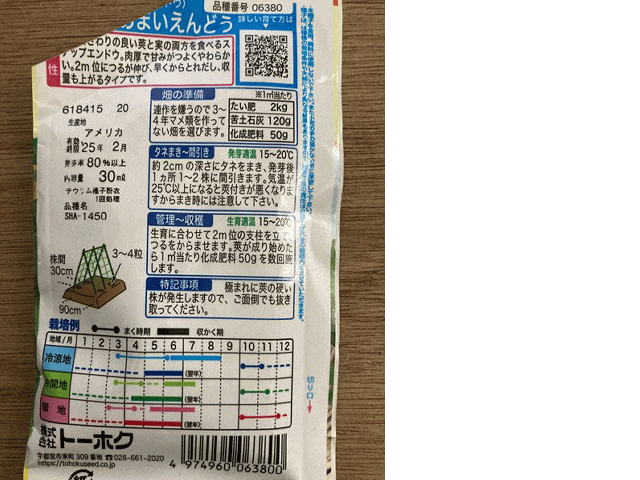 品種番号 06380
まいえんどう
詳しい育て方は
わりの良い莢と実の両方を食べるス
ップエンドウ。肉厚で甘みがつよくやわらか
い。2m位につるが伸び、早くからとれだし、収
量も上がるタイプです。
性
618415 20
生産地
アメリカ
有効期限 25年 2月
発芽率 80%以上
内容量 30ml
チウラム種子粉衣
1回処理
品種名
SHA-1450
畑の準備 ※1㎡当たり
連作を嫌うので3〜
4年マメ類を作って
ない畑を選びます。
たい肥 2kg
苦土石灰 120g
化成肥料 50g
タネまき〜間引き 発芽適温 15〜20℃
約2cmの深さにタネをまき、発芽後
1ヵ所1〜2株に間引きます。気温が
25℃以上になると莢付きが悪くなりま
すからまき時には注意して下さい。
管理〜収穫 生育適温 15〜20℃
生育に合わせて2m位の支柱を立て、
つるをからませます。莢が成り始めた
ら1㎡当たり化成肥料50gを数回施
します。
特記事項 極まれに莢の硬い
株が発生しますので、ご面倒でも抜き
取ってください。
3〜4粒
株間
30cm
90cm
栽培例 まく時期 収かく期
地域/月 1 2 3 4 5 6 7 8 9 10 11 12
冷涼地
(翌年)
中間地
(翌年)
暖地
(翌年)
切り口
株式会社 トーホク
宇都宮市東町 309 番地 ☎028-661-2020
https://tohokuseed.co.jp
4 974960 063800